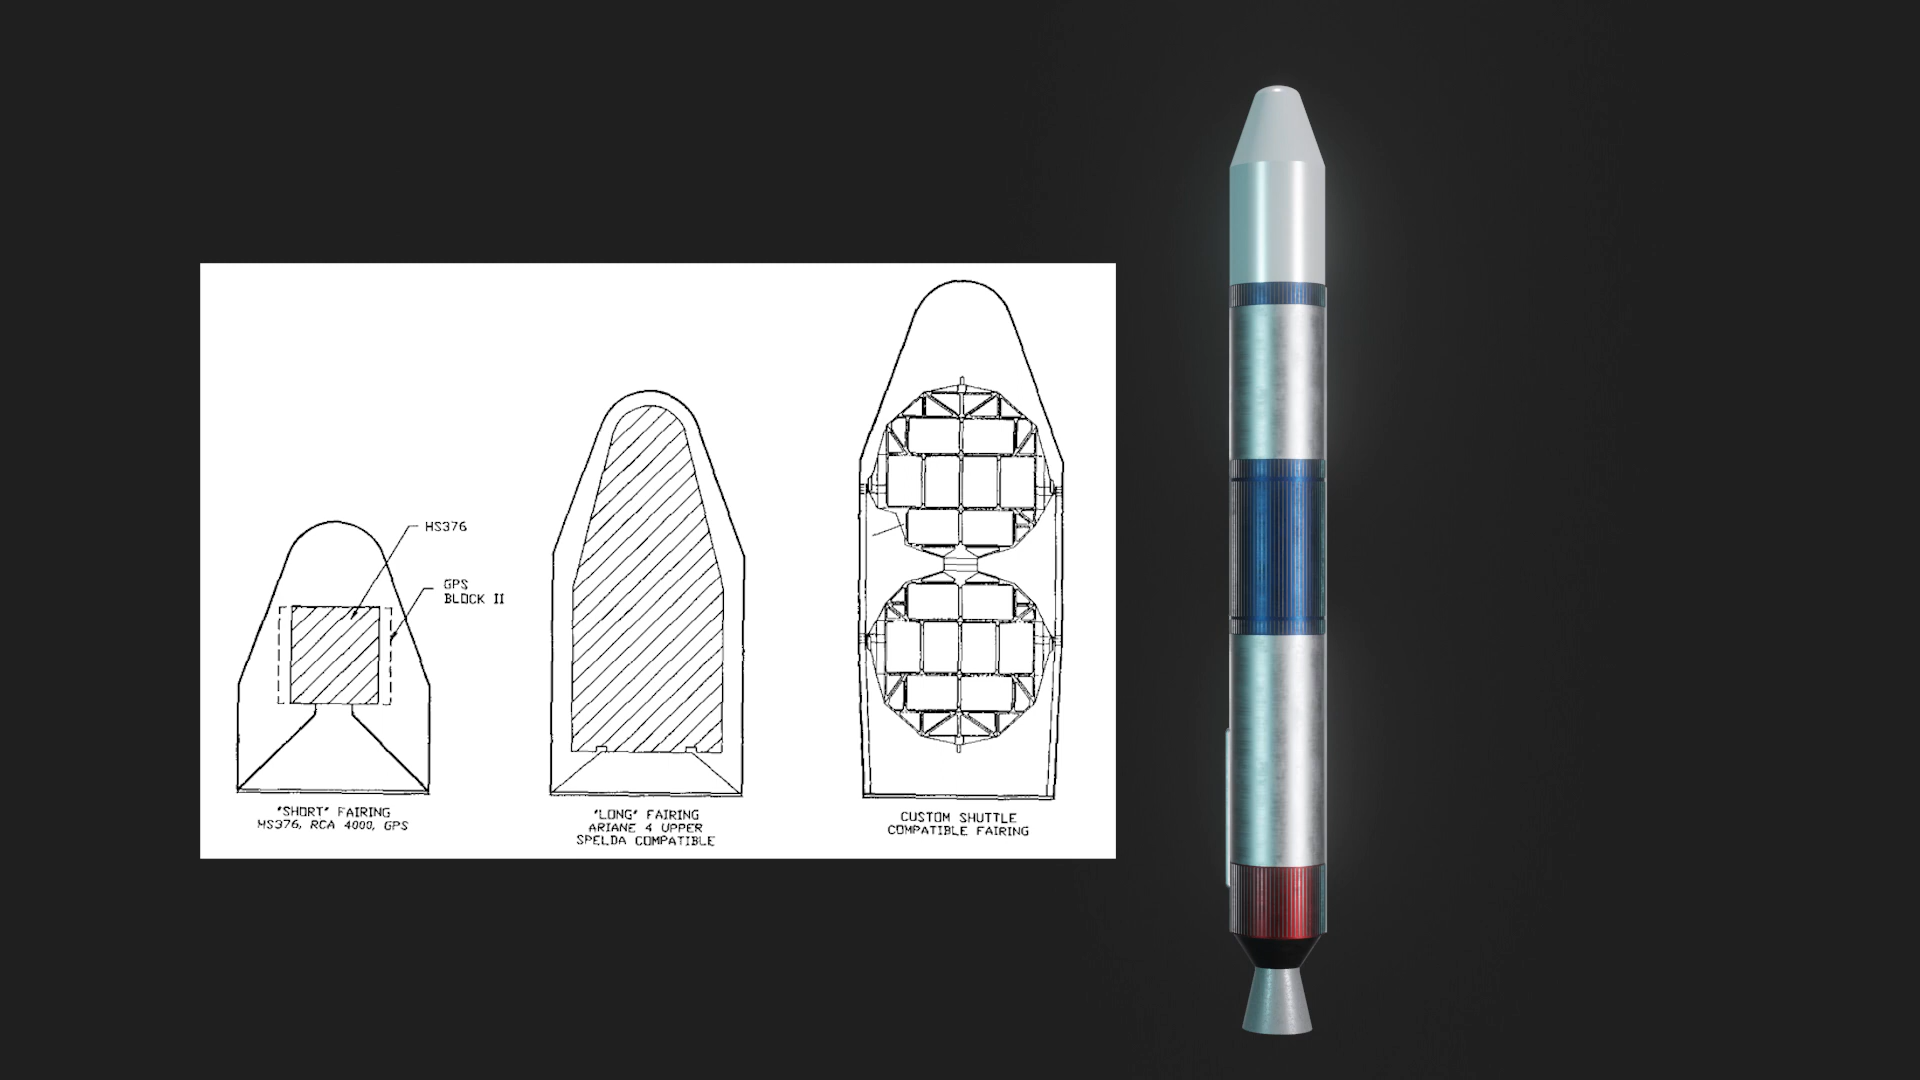 HS376
GPS
BLOCK II
"SHORT" FAIRING
HS376, RCA 4000, GPS
"LONG" FAIRING
ARIANE 4 UPPER
SPELDA COMPATIBLE
CUSTOM SHUTTLE
COMPATIBLE FAIRING